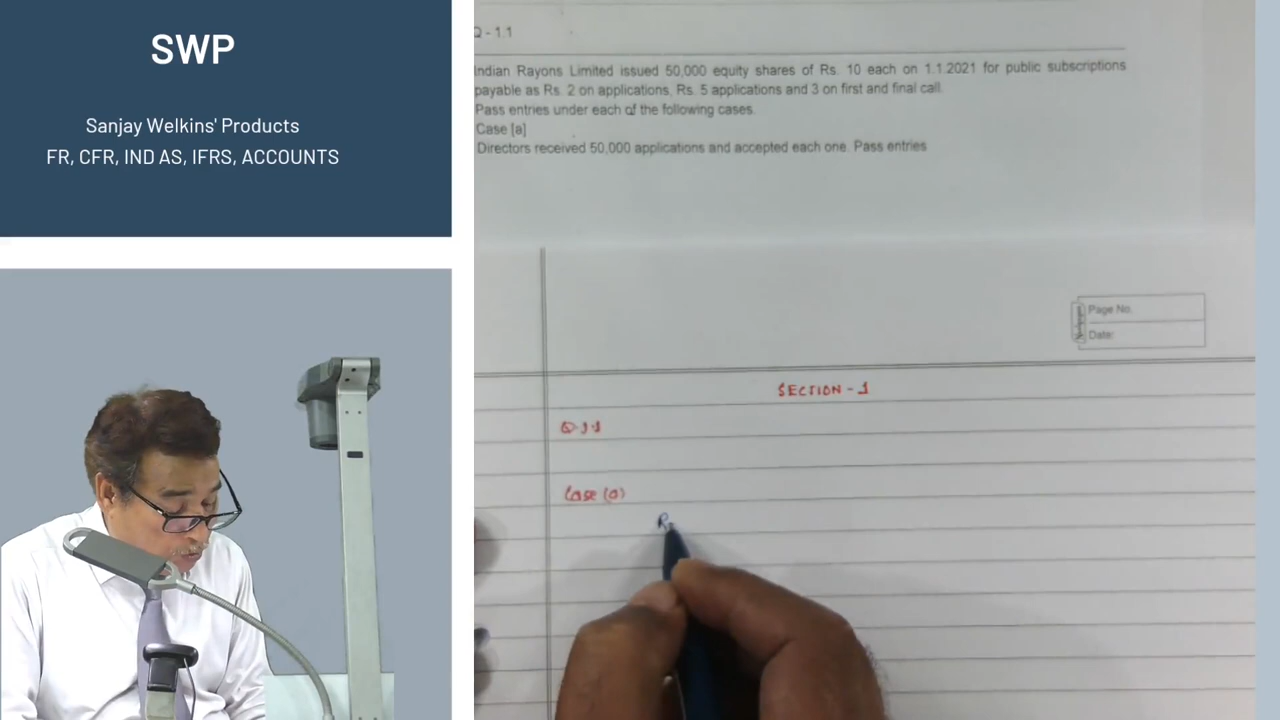 SWP
Sanjay Welkins' Products
FR, CFR, IND AS, IFRS, ACCOUNTS
Q - 1.1
Indian Rayons Limited issued 50,000 equity shares of Rs. 10 each on 1.1.2021 for public subscriptions
payable as Rs. 2 on applications, Rs. 5 applications and 3 on first and final call.
Pass entries under each of the following cases.
Case [a]
Directors received 50,000 applications and accepted each one. Pass entries
Page No.
Date:
SECTION - 1
Q-1.1
Case (a)